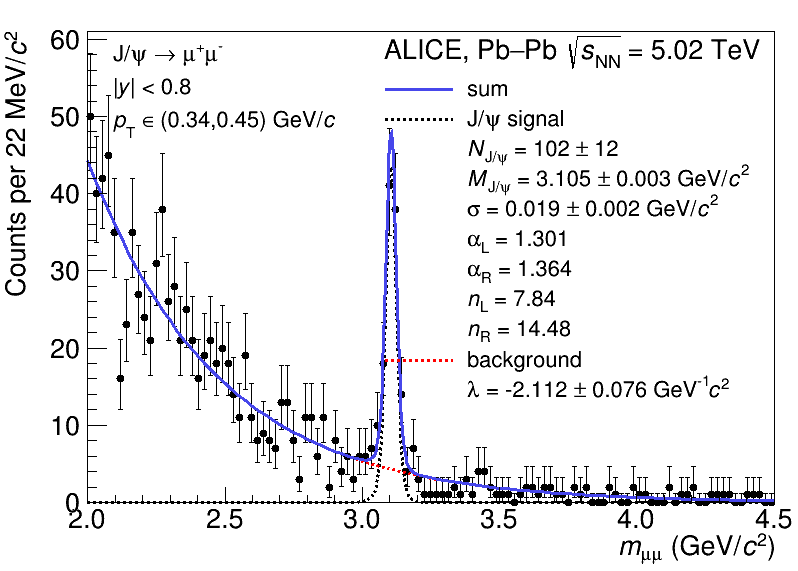 60
50
40
30
20
10
0
Counts per 22 MeV/c²
J/ψ → μ⁺μ⁻
|y| < 0.8
p_T ∈ (0.34,0.45) GeV/c
ALICE, Pb–Pb √s_NN = 5.02 TeV
sum
J/ψ signal
N_J/ψ = 102 ± 12
M_J/ψ = 3.105 ± 0.003 GeV/c²
σ = 0.019 ± 0.002 GeV/c²
α_L = 1.301
α_R = 1.364
n_L = 7.84
n_R = 14.48
background
λ = -2.112 ± 0.076 GeV⁻¹c²
2.0 2.5 3.0 3.5 4.0 4.5
m_μμ (GeV/c²)